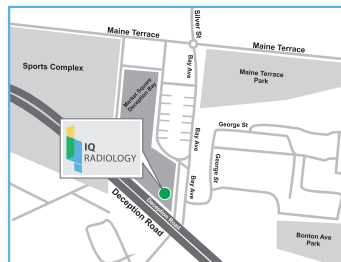 Silver St
Maine Terrace
Maine Terrace
Bay Ave
Sports Complex
Market Square
Deception Bay
Maine Terrace
Park
George St
IQ
RADIOLOGY
Bay Ave
George St
Bay Ave
Deception Road
Deception Road
Bonton Ave
Park